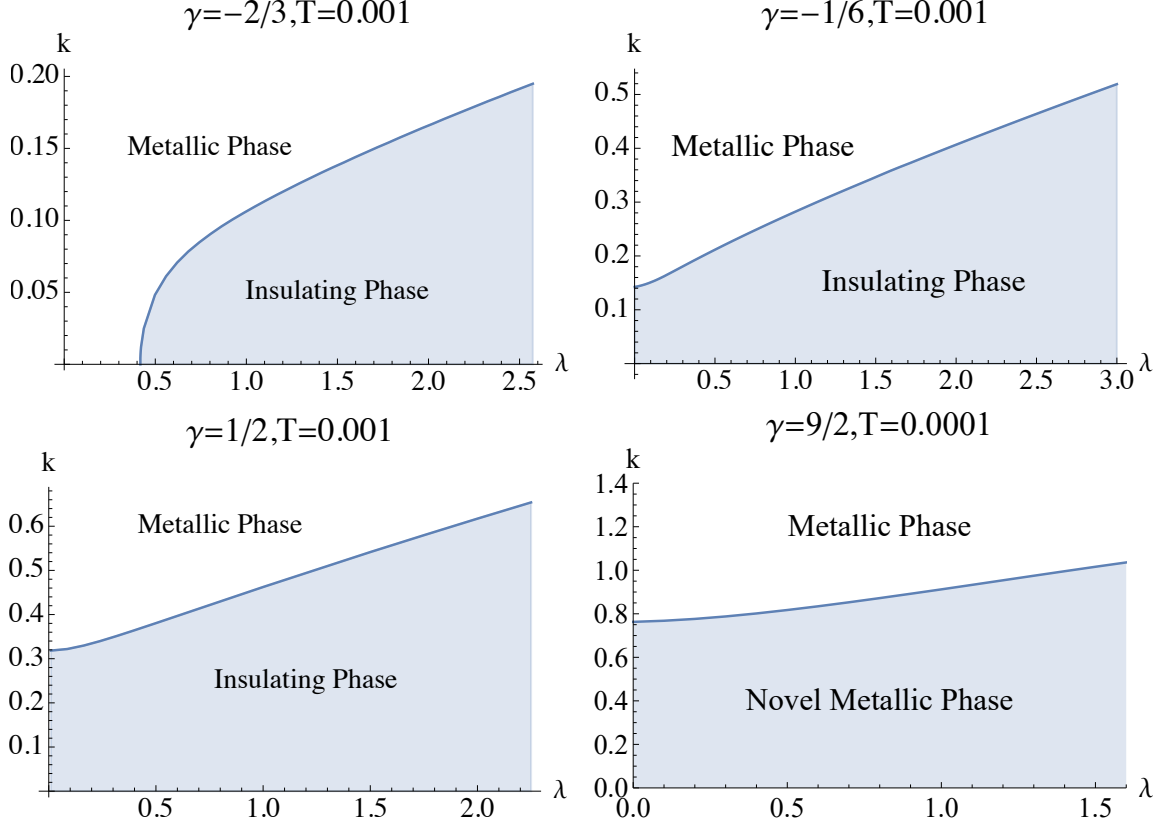 γ=−2/3,T=0.001
k
0.20
0.15
0.10
0.05
Metallic Phase
Insulating Phase
0.5 1.0 1.5 2.0 2.5 λ
γ=−1/6,T=0.001
k
0.5
0.4
0.3
0.2
0.1
Metallic Phase
Insulating Phase
0.5 1.0 1.5 2.0 2.5 3.0 λ
γ=1/2,T=0.001
k
0.6
0.5
0.4
0.3
0.2
0.1
Metallic Phase
Insulating Phase
0.5 1.0 1.5 2.0 λ
γ=9/2,T=0.0001
k
1.4
1.2
1.0
0.8
0.6
0.4
0.2
0.0
Metallic Phase
Novel Metallic Phase
0.0 0.5 1.0 1.5 λ